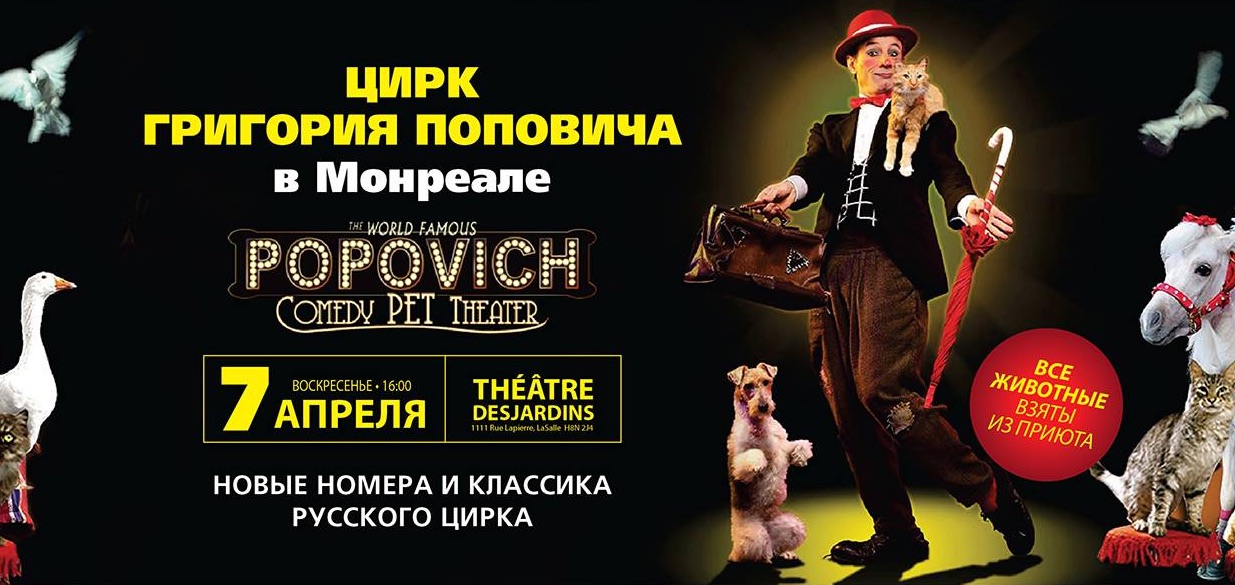 ЦИРК
ГРИГОРИЯ ПОПОВИЧА
в Монреале
THE WORLD FAMOUS
POPOVICH
COMEDY PET THEATER
7 ВОСКРЕСЕНЬЕ • 16:00
АПРЕЛЯ
THÉÂTRE
DESJARDINS
1111 Rue Lapierre, LaSalle H8N 2J4
НОВЫЕ НОМЕРА И КЛАССИКА
РУССКОГО ЦИРКА
ВСЕ
ЖИВОТНЫЕ
ВЗЯТЫ
ИЗ ПРИЮТА